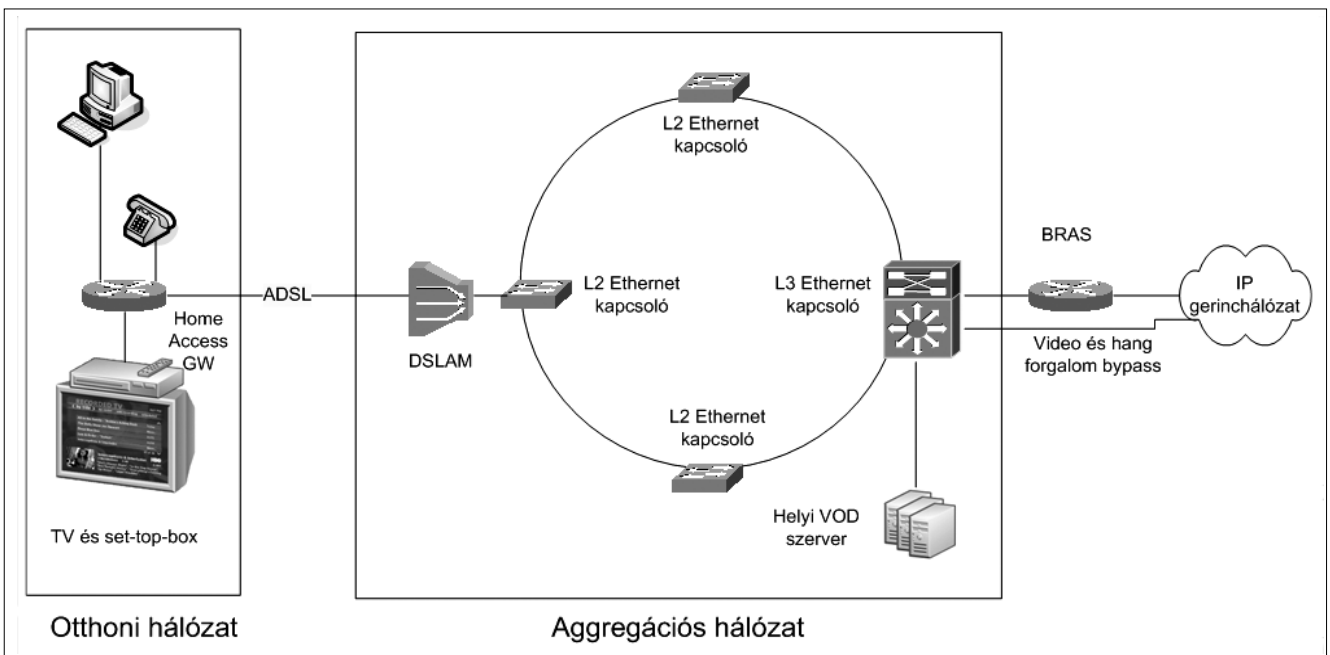 L2 Ethernet
kapcsoló
BRAS
L2 Ethernet
kapcsoló
L3 Ethernet
kapcsoló
IP
gerinchálózat
ADSL
Home
Access
GW
DSLAM
Video és hang
forgalom bypass
L2 Ethernet
kapcsoló
TV és set-top-box
Helyi VOD
szerver
Otthoni hálózat
Aggregációs hálózat